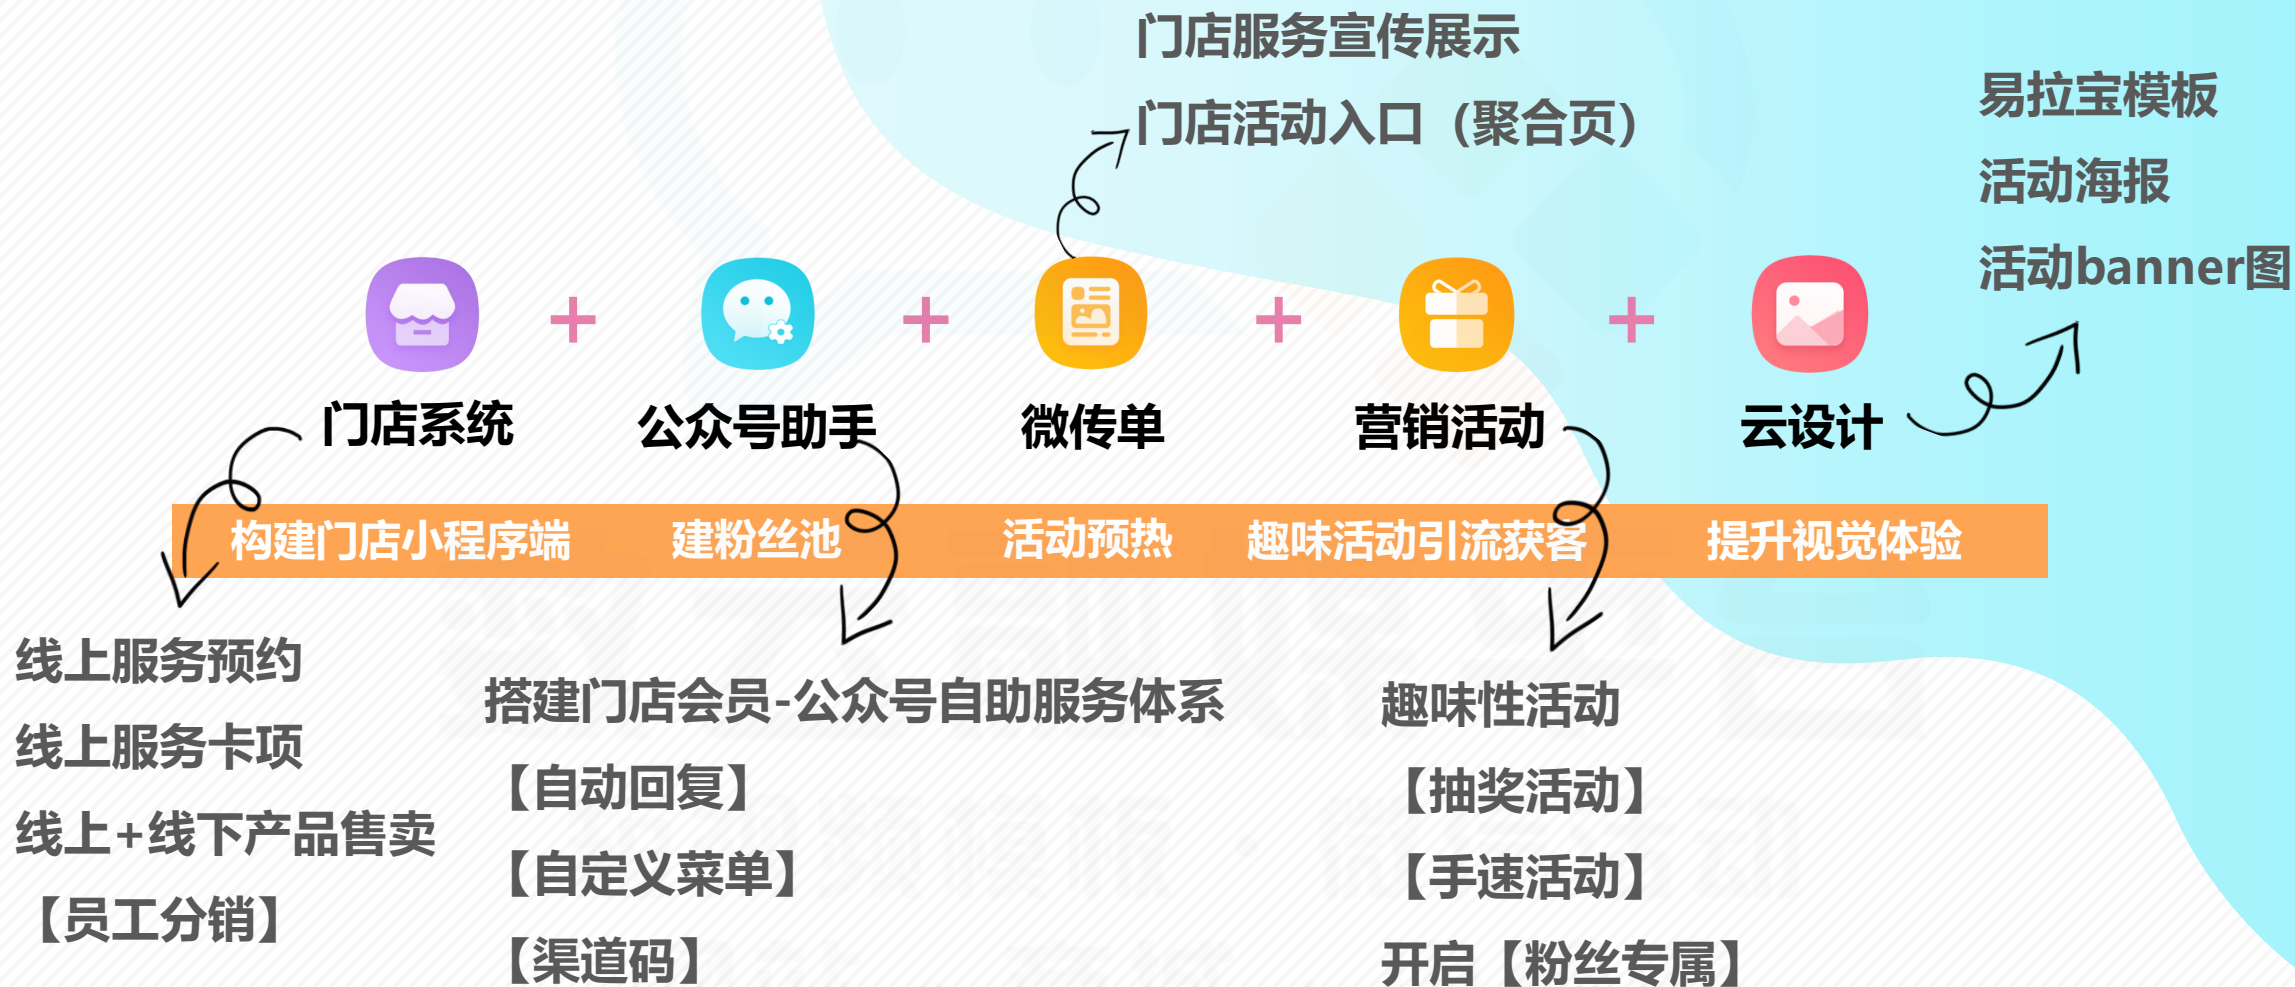 门店服务宣传展示
门店活动入口（聚合页）
易拉宝模板
活动海报
活动banner图
门店系统
公众号助手
微传单
营销活动
云设计
构建门店小程序端
建粉丝池
活动预热
趣味活动引流获客
提升视觉体验
线上服务预约
线上服务卡项
线上+线下产品售卖
【员工分销】
搭建门店会员-公众号自助服务体系
【自动回复】
【自定义菜单】
【渠道码】
趣味性活动
【抽奖活动】
【手速活动】
开启【粉丝专属】